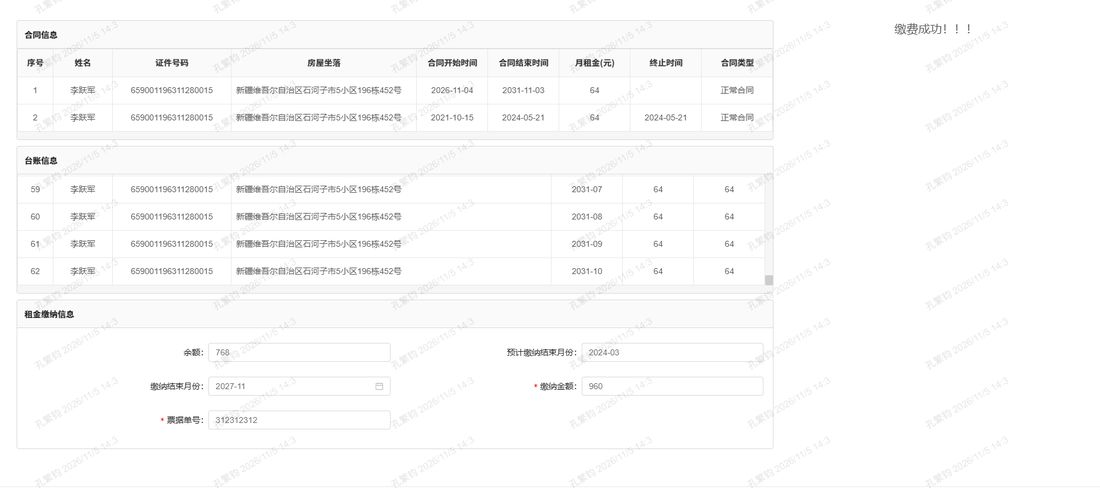 缴费成功！！！
合同信息
序号 姓名 证件号码 房屋坐落 合同开始时间 合同结束时间 月租金(元) 终止时间 合同类型
1 李跃军 659001196311280015 新疆维吾尔自治区石河子市5小区196栋452号 2026-11-04 2031-11-03 64 正常合同
2 李跃军 659001196311280015 新疆维吾尔自治区石河子市5小区196栋452号 2021-10-15 2024-05-21 64 2024-05-21 正常合同
台账信息
59 李跃军 659001196311280015 新疆维吾尔自治区石河子市5小区196栋452号 2031-07 64 64
60 李跃军 659001196311280015 新疆维吾尔自治区石河子市5小区196栋452号 2031-08 64 64
61 李跃军 659001196311280015 新疆维吾尔自治区石河子市5小区196栋452号 2031-09 64 64
62 李跃军 659001196311280015 新疆维吾尔自治区石河子市5小区196栋452号 2031-10 64 64
租金缴纳信息
余额： 768 预计缴纳结束月份： 2024-03
缴纳结束月份： 2027-11 * 缴纳金额： 960
* 票据单号： 312312312
孔繁钧 2026/11/5 14:3